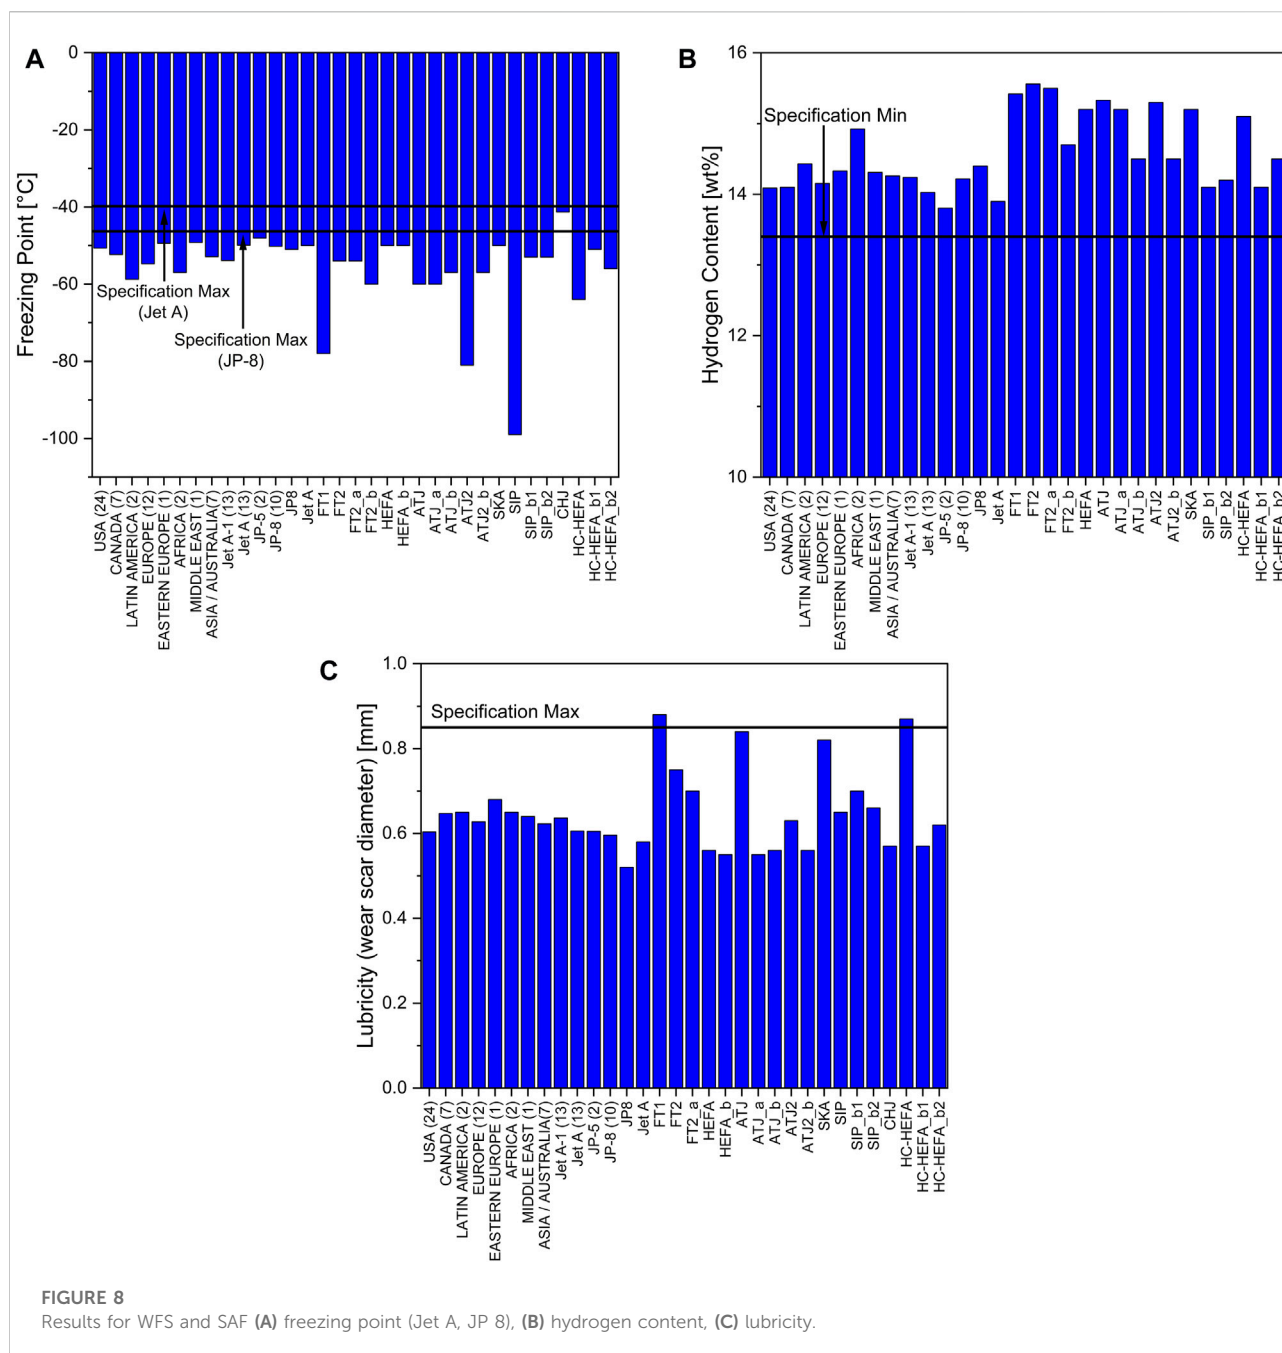 A
0
-20
-40
-60
-80
-100
Freezing Point [°C]
Specification Max
(Jet A)
Specification Max
(JP-8)
USA (24)
CANADA (7)
LATIN AMERICA (2)
EUROPE (12)
EASTERN EUROPE (1)
AFRICA (2)
MIDDLE EAST (1)
ASIA / AUSTRALIA(7)
Jet A-1 (13)
Jet A (13)
JP-5 (2)
JP-8 (10)
JP8
Jet A
FT1
FT2
FT2_a
FT2_b
HEFA
HEFA_b
ATJ
ATJ_a
ATJ_b
ATJ2
ATJ2_b
SKA
SIP
SIP_b1
SIP_b2
CHJ
HC-HEFA
HC-HEFA_b1
HC-HEFA_b2
B
16
14
12
10
Hydrogen Content [wt%]
Specification Min
USA (24)
CANADA (7)
LATIN AMERICA (2)
EUROPE (12)
EASTERN EUROPE (1)
AFRICA (2)
MIDDLE EAST (1)
ASIA / AUSTRALIA(7)
Jet A-1 (13)
Jet A (13)
JP-5 (2)
JP-8 (10)
JP8
Jet A
FT1
FT2
FT2_a
FT2_b
HEFA
ATJ
ATJ_a
ATJ_b
ATJ2
ATJ2_b
SKA
SIP_b1
SIP_b2
HC-HEFA
HC-HEFA_b1
HC-HEFA_b2
C
1.0
0.8
0.6
0.4
0.2
0.0
Lubricity (wear scar diameter) [mm]
Specification Max
USA (24)
CANADA (7)
LATIN AMERICA (2)
EUROPE (12)
EASTERN EUROPE (1)
AFRICA (2)
MIDDLE EAST (1)
ASIA / AUSTRALIA(7)
Jet A-1 (13)
Jet A (13)
JP-5 (2)
JP-8 (10)
JP8
Jet A
FT1
FT2
FT2_a
HEFA
HEFA_b
ATJ
ATJ_a
ATJ_b
ATJ2
ATJ2_b
SKA
SIP
SIP_b1
SIP_b2
CHJ
HC-HEFA
HC-HEFA_b1
HC-HEFA_b2
FIGURE 8
Results for WFS and SAF (A) freezing point (Jet A, JP 8), (B) hydrogen content, (C) lubricity.